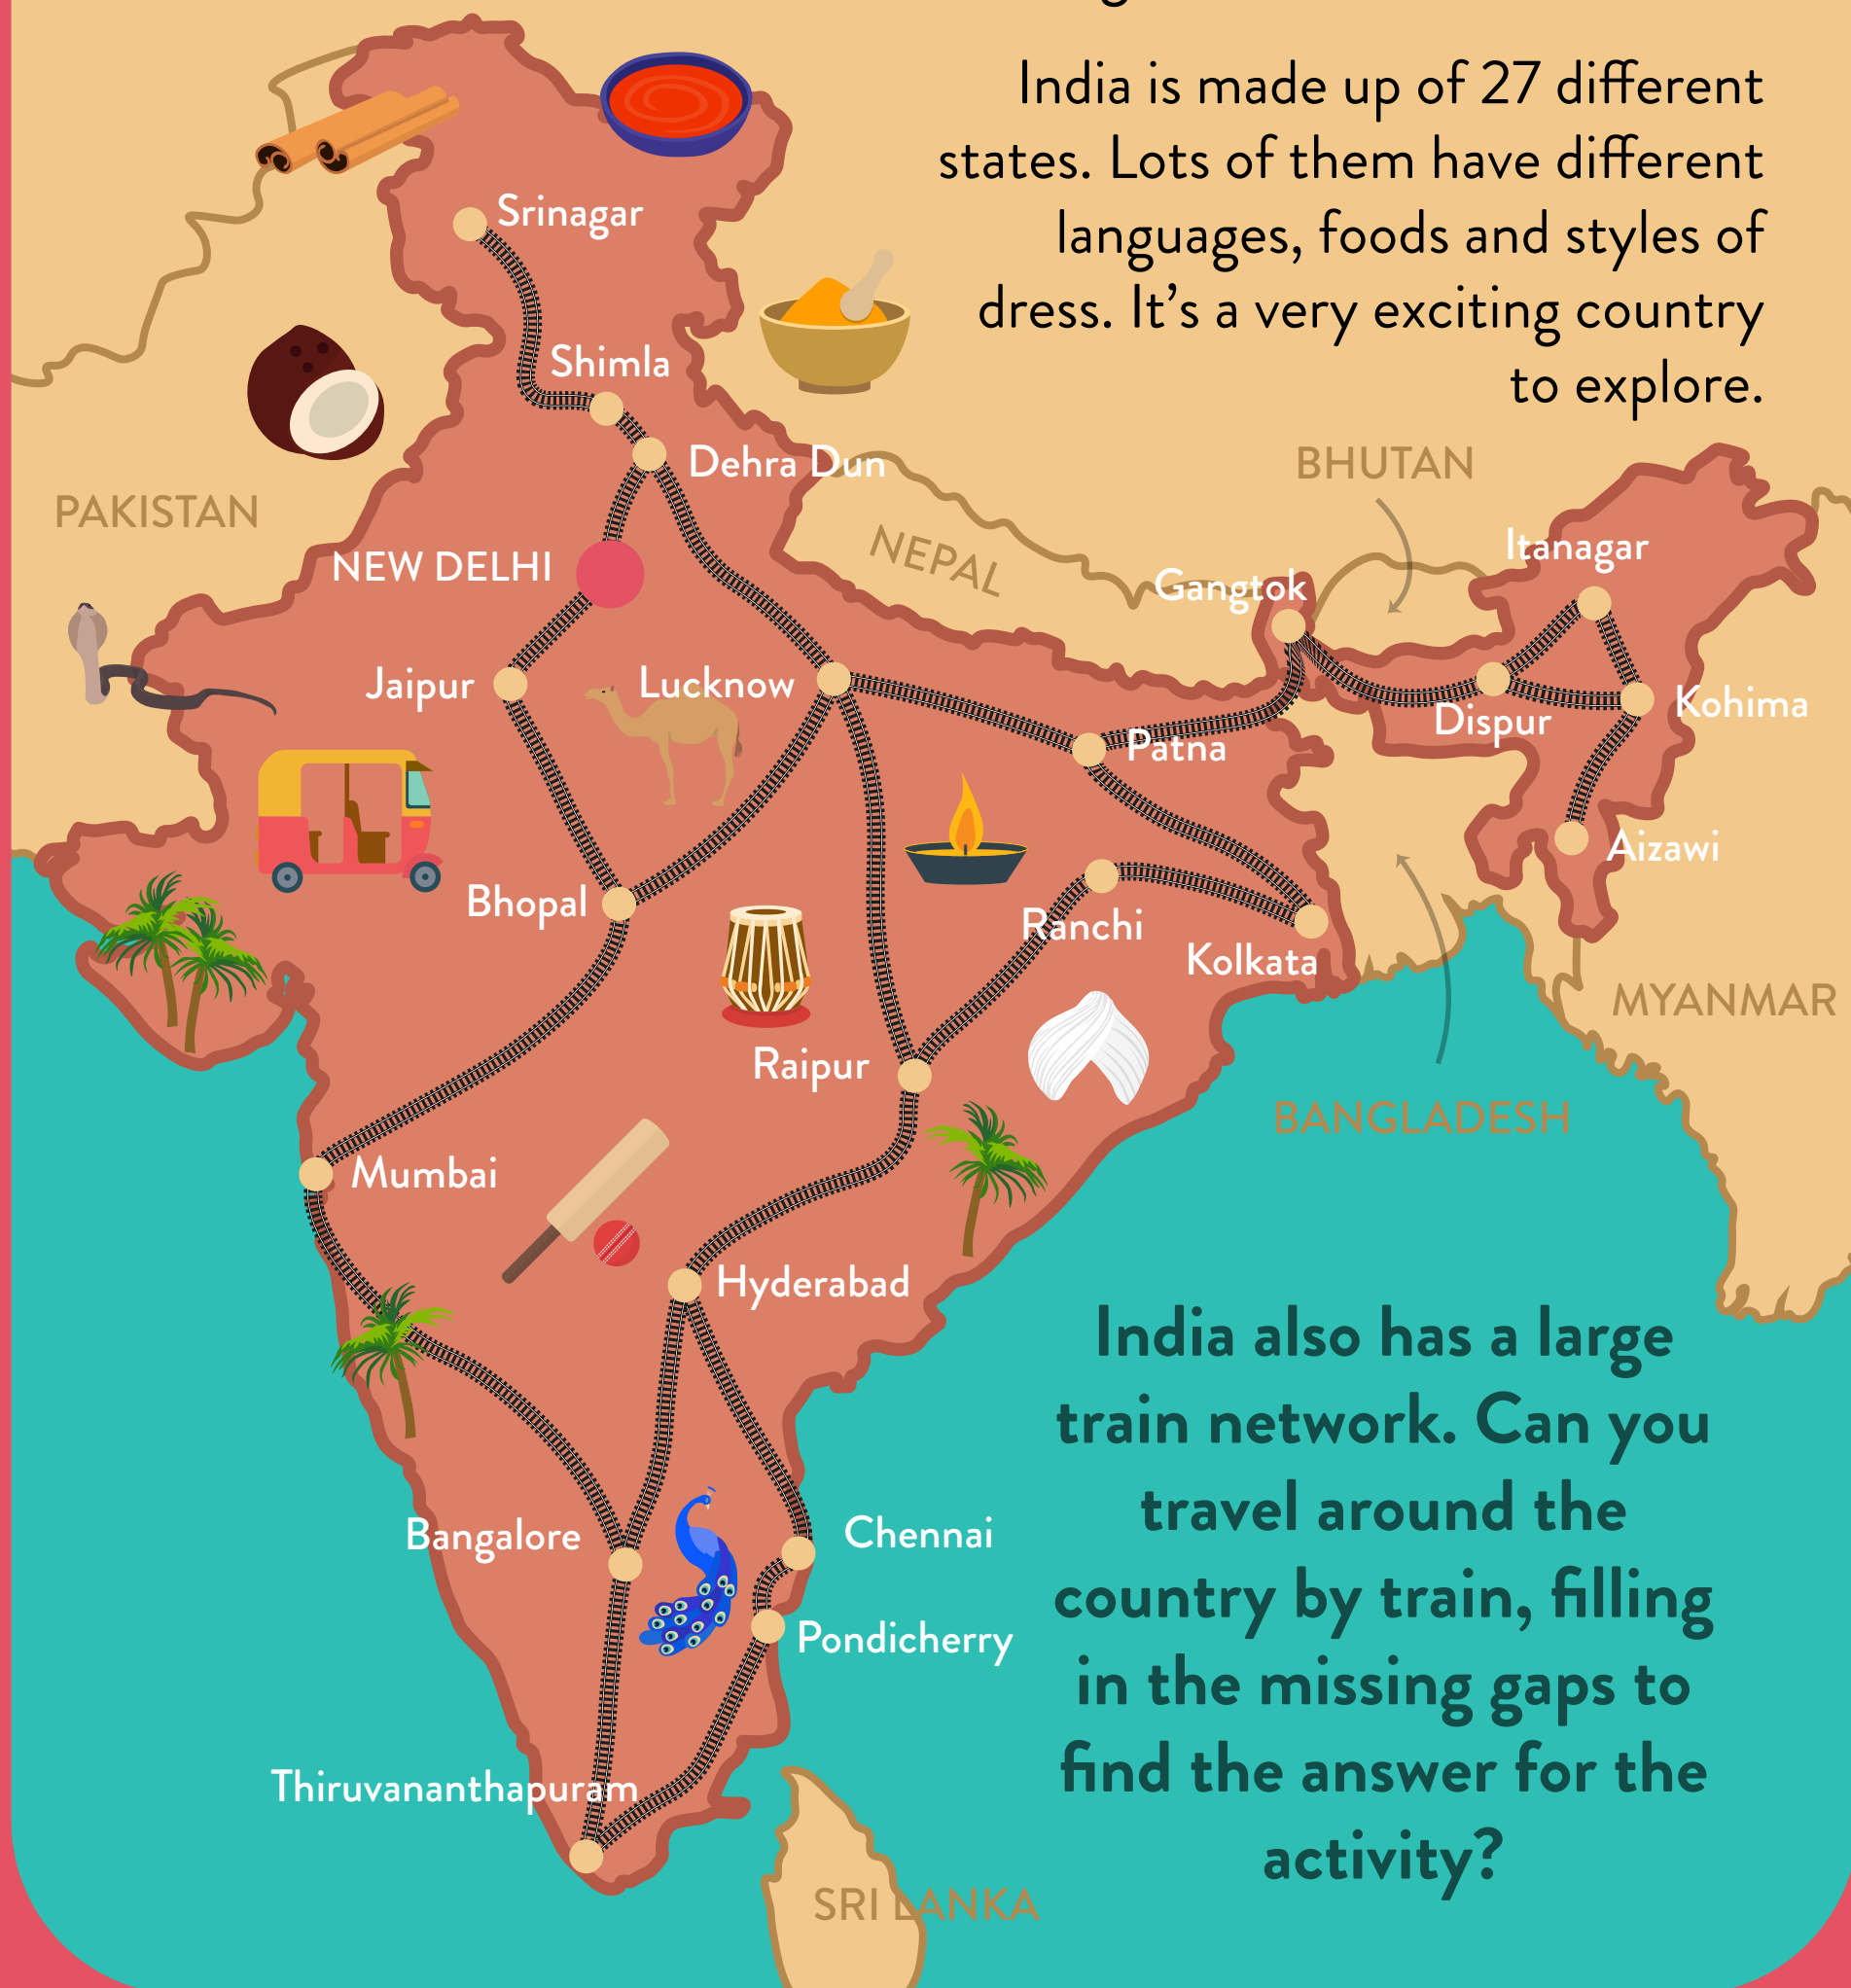 India is made up of 27 different
states. Lots of them have different
languages, foods and styles of
dress. It's a very exciting country
to explore.
Srinagar
Shimla
Dehra Dun
BHUTAN
PAKISTAN
NEPAL
Itanagar
NEW DELHI
Gangtok
Jaipur
Lucknow
Kohima
Dispur
Patna
Aizawi
Bhopal
Ranchi
Kolkata
MYANMAR
Raipur
BANGLADESH
Mumbai
Hyderabad
India also has a large
train network. Can you
travel around the
country by train, filling
in the missing gaps to
find the answer for the
activity?
Bangalore
Chennai
Pondicherry
Thiruvananthapuram
SRI LANKA